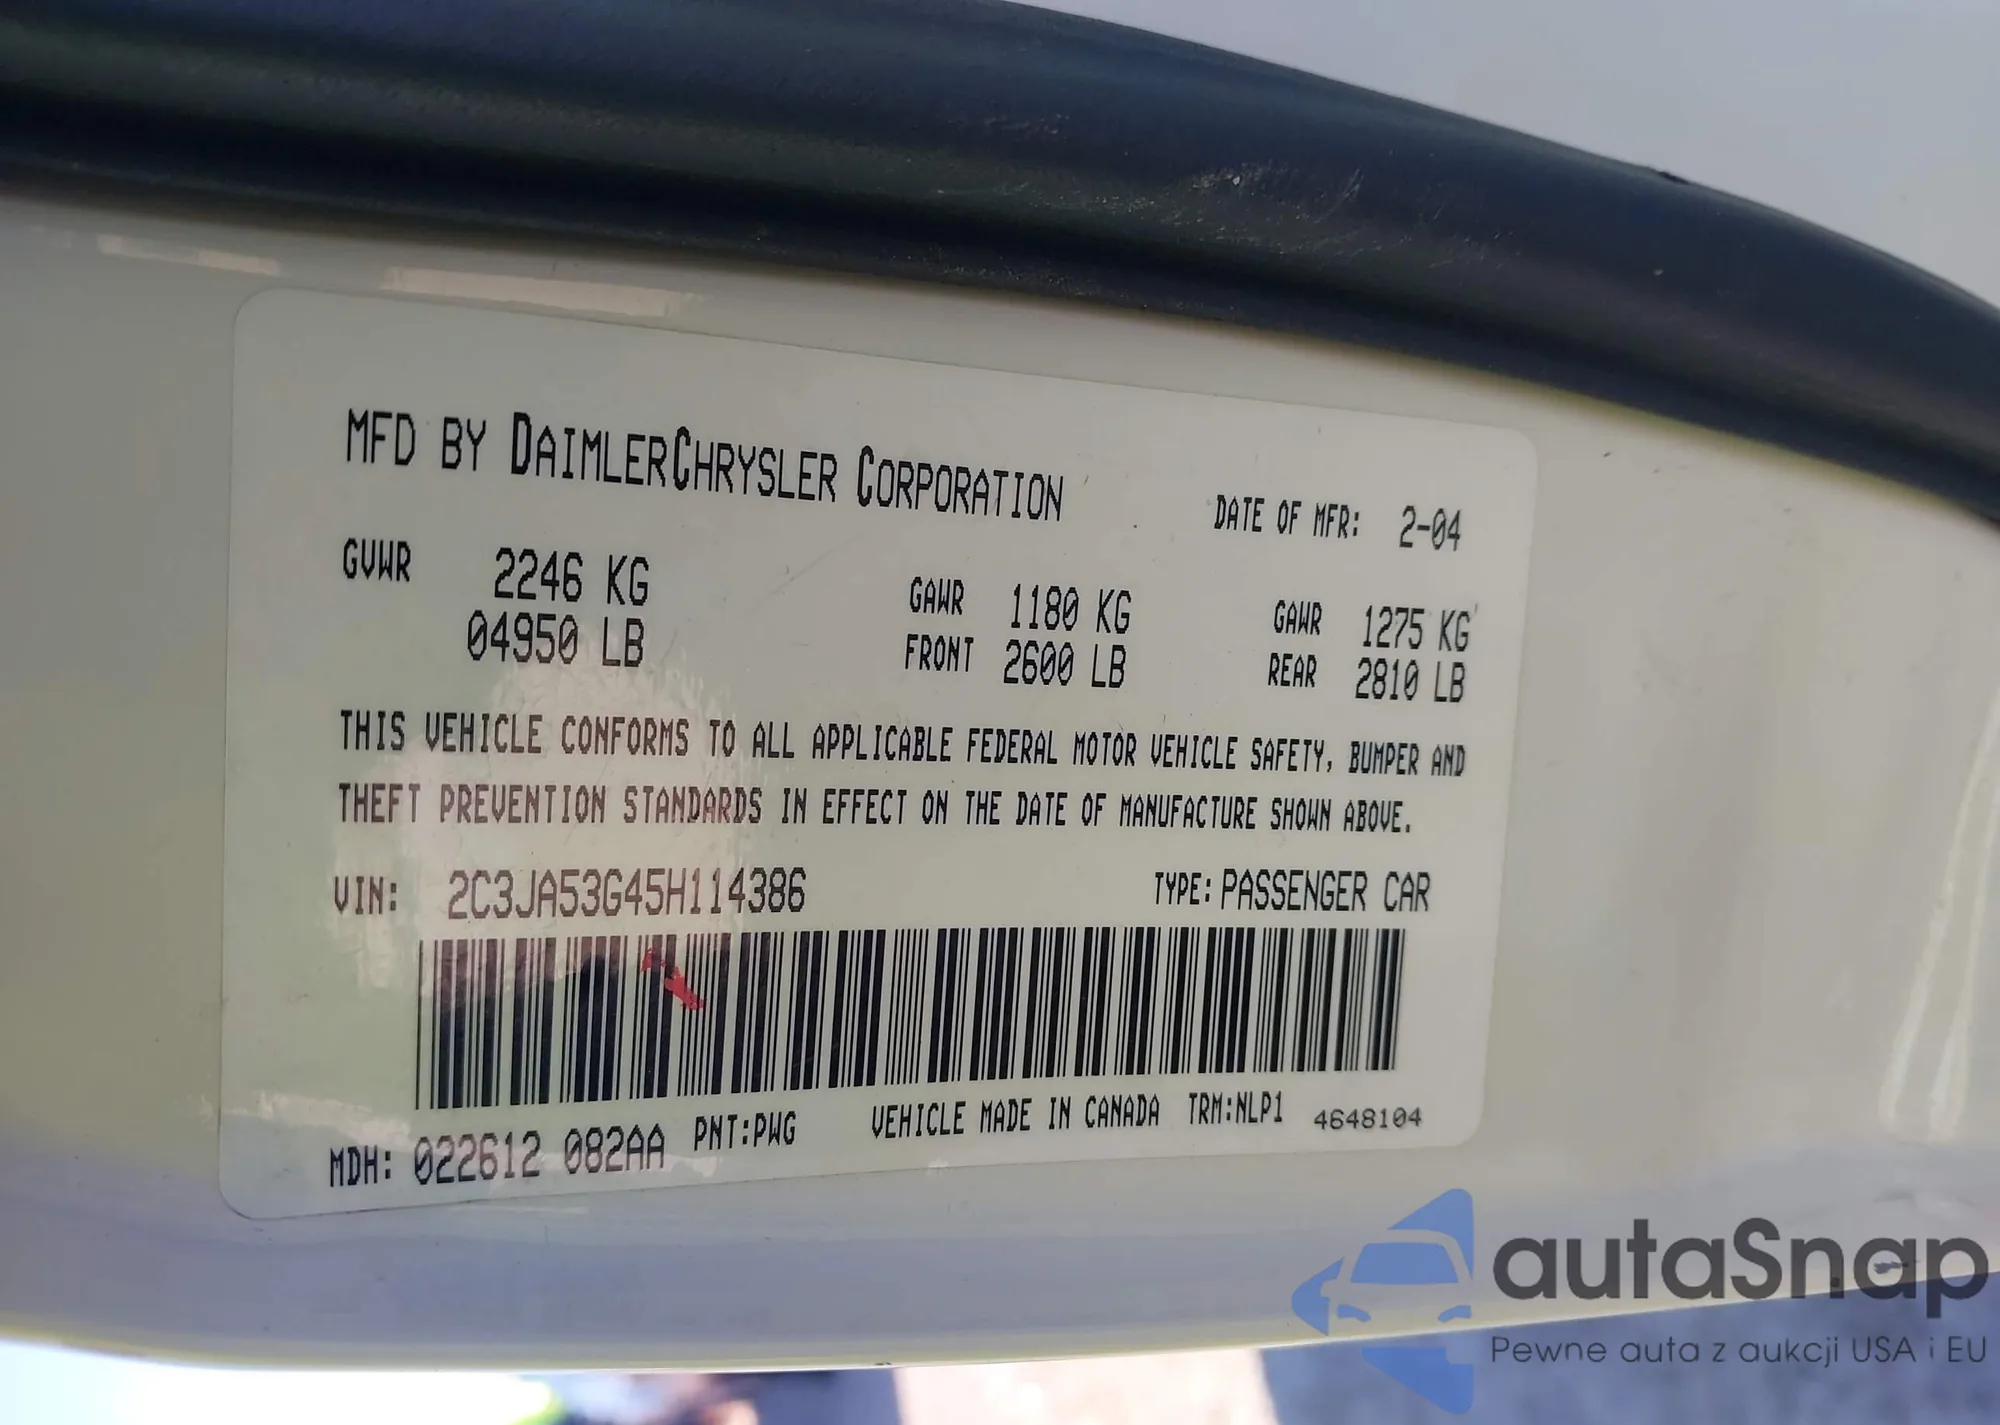 MFD BY DAIMLERCHRYSLER CORPORATION DATE OF MFR: 2-04
GVWR 2246 KG GAWR 1180 KG GAWR 1275 KG
04950 LB FRONT 2600 LB REAR 2810 LB
THIS VEHICLE CONFORMS TO ALL APPLICABLE FEDERAL MOTOR VEHICLE SAFETY, BUMPER AND
THEFT PREVENTION STANDARDS IN EFFECT ON THE DATE OF MANUFACTURE SHOWN ABOVE.
VIN: 2C3JA53G45H114386 TYPE: PASSENGER CAR
MDH: 022612 082AA PNT:PWG VEHICLE MADE IN CANADA TRM:NLP1 4648104
autaSnap
Pewne auta z aukcji USA i EU